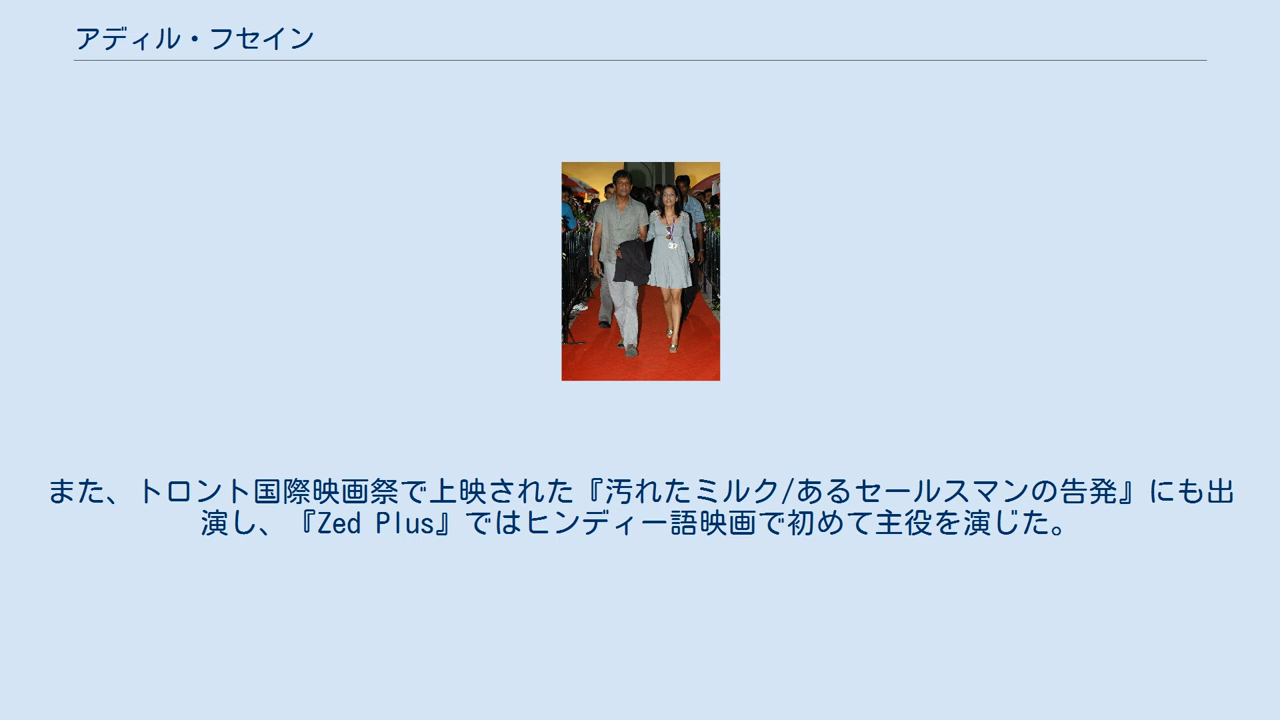 アディル・フセイン
また、トロント国際映画祭で上映された『汚れたミルク/あるセールスマンの告発』にも出
演し、『Zed Plus』ではヒンディー語映画で初めて主役を演じた。